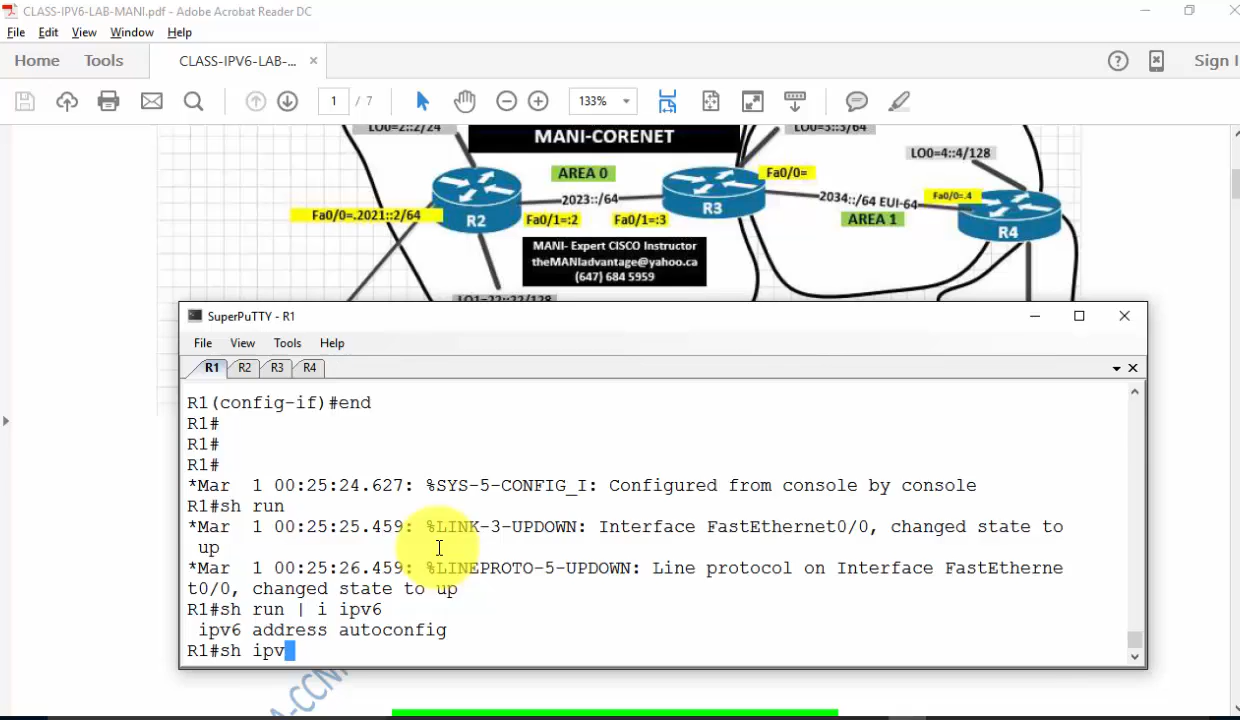 CLASS-IPV6-LAB-MANI.pdf - Adobe Acrobat Reader DC
File Edit View Window Help
Home Tools CLASS-IPV6-LAB-... × Sign I
1 / 7 133%
LO0=2::2/24
MANI-CORENET
LO0=3::3/64
LO0=4::4/128
AREA 0
Fa0/0=
2023::/64
2034::/64 EUI-64
Fa0/0=.4
R3
Fa0/0=.2021::2/64
R2
Fa0/1=:2
Fa0/1=:3
AREA 1
R4
MANI- Expert CISCO Instructor
theMANIadvantage@yahoo.ca
(647) 684 5959
LO1=22::22/128
SuperPuTTY - R1
File View Tools Help
R1 R2 R3 R4
R1(config-if)#end
R1#
R1#
R1#
*Mar 1 00:25:24.627: %SYS-5-CONFIG_I: Configured from console by console
R1#sh run
*Mar 1 00:25:25.459: %LINK-3-UPDOWN: Interface FastEthernet0/0, changed state to
up
*Mar 1 00:25:26.459: %LINEPROTO-5-UPDOWN: Line protocol on Interface FastEtherne
t0/0, changed state to up
R1#sh run | i ipv6
ipv6 address autoconfig
R1#sh ipv